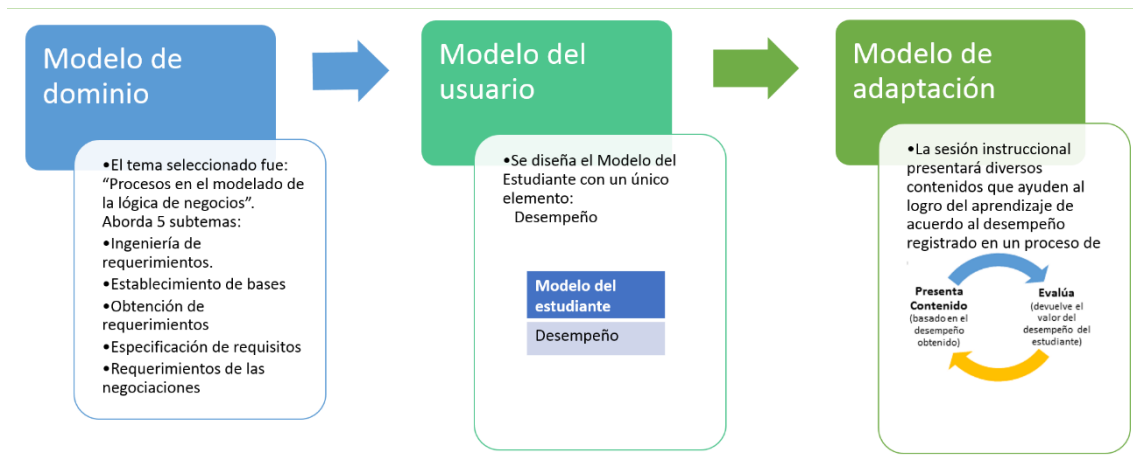 Modelo de
dominio
•El tema seleccionado fue:
“Procesos en el modelado de
la lógica de negocios”.
Aborda 5 subtemas:
•Ingeniería de
requerimientos.
•Establecimiento de bases
•Obtención de
requerimientos
•Especificación de requisitos
•Requerimientos de las
negociaciones
Modelo del
usuario
•Se diseña el Modelo del
Estudiante con un único
elemento:
Desempeño
Modelo del
estudiante
Desempeño
Modelo de
adaptación
•La sesión instruccional
presentará diversos
contenidos que ayuden al
logro del aprendizaje de
acuerdo al desempeño
registrado en un proceso de
Presenta
Contenido
(basado en el
desempeño
obtenido)
Evalúa
(devuelve el
valor del
desempeño del
estudiante)